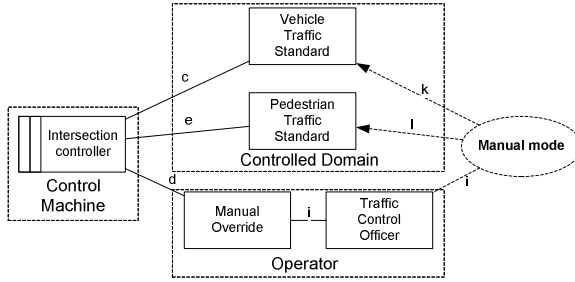 Vehicle
Traffic
Standard
c
k
Pedestrian
Traffic
Standard
e
l
Intersection
controller
Manual mode
Controlled Domain
Control
Machine
d
i
Manual
Override
i
Traffic
Control
Officer
Operator